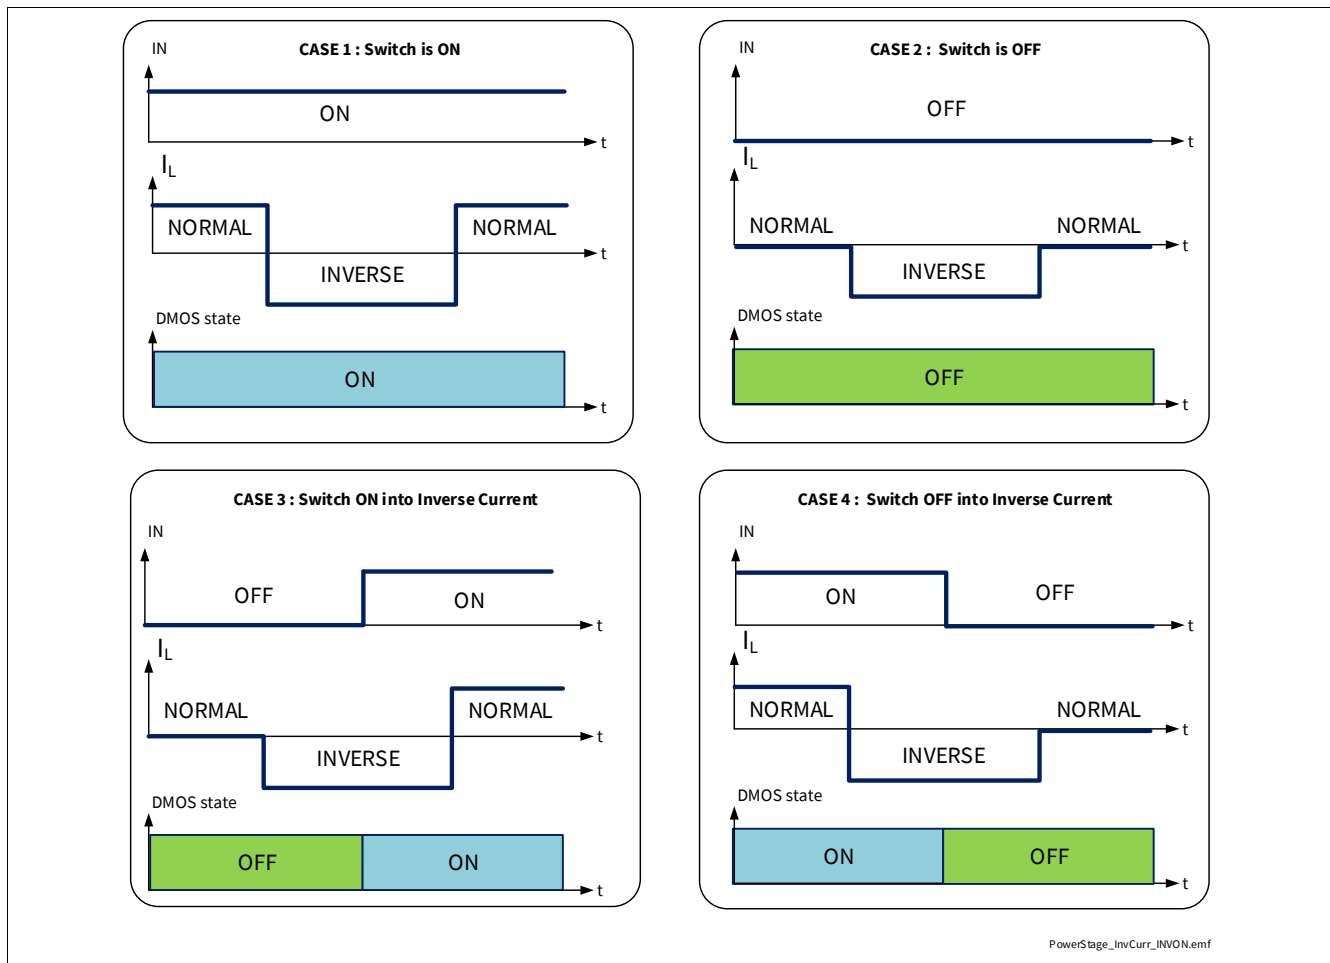 CASE 1 : Switch is ON
IN
ON
t
IL
NORMAL
NORMAL
INVERSE
t
DMOS state
ON
t
CASE 2 : Switch is OFF
IN
OFF
t
IL
NORMAL
NORMAL
INVERSE
t
DMOS state
OFF
t
CASE 3 : Switch ON into Inverse Current
IN
OFF
ON
t
IL
NORMAL
NORMAL
INVERSE
t
DMOS state
OFF
ON
t
CASE 4 : Switch OFF into Inverse Current
IN
ON
OFF
t
IL
NORMAL
NORMAL
INVERSE
t
DMOS state
ON
OFF
t
PowerStage_InvCurr_INVON.emf